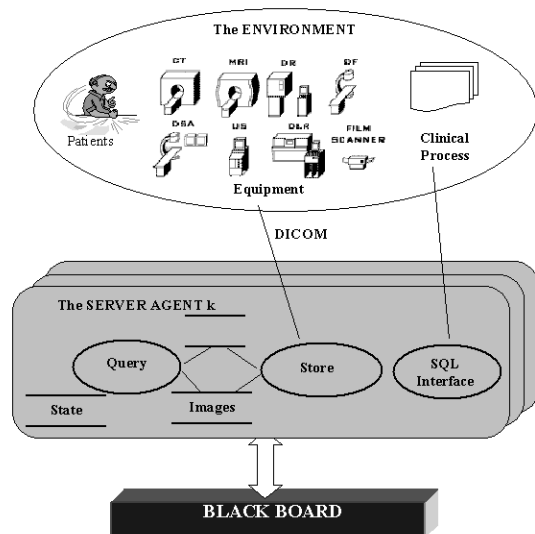 The ENVIRONMENT
CT MRI DR RF
Patients
DSA US DLR FILM
SCANNER
Clinical
Process
Equipment
DICOM
The SERVER AGENT k
Query
Store
SQL
Interface
State
Images
BLACK BOARD